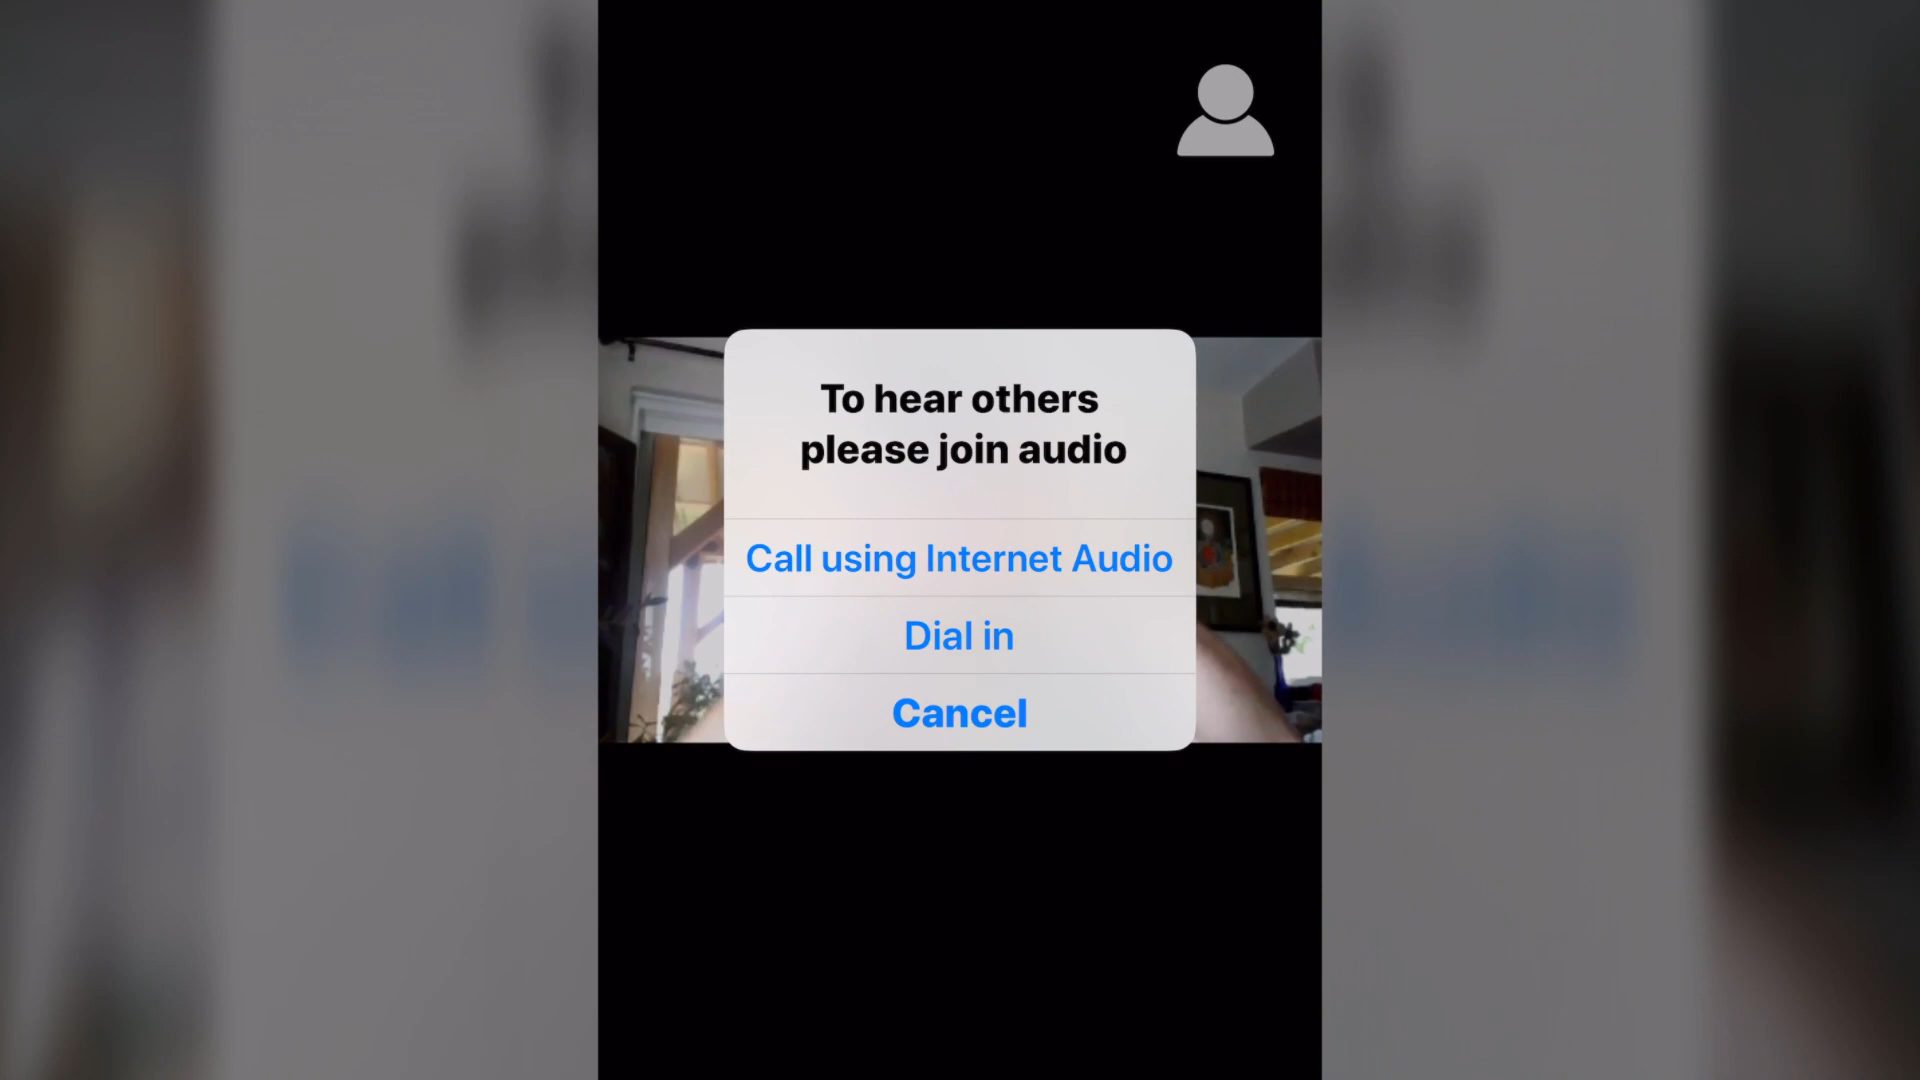 To hear others
please join audio
Call using Internet Audio
Dial in
Cancel